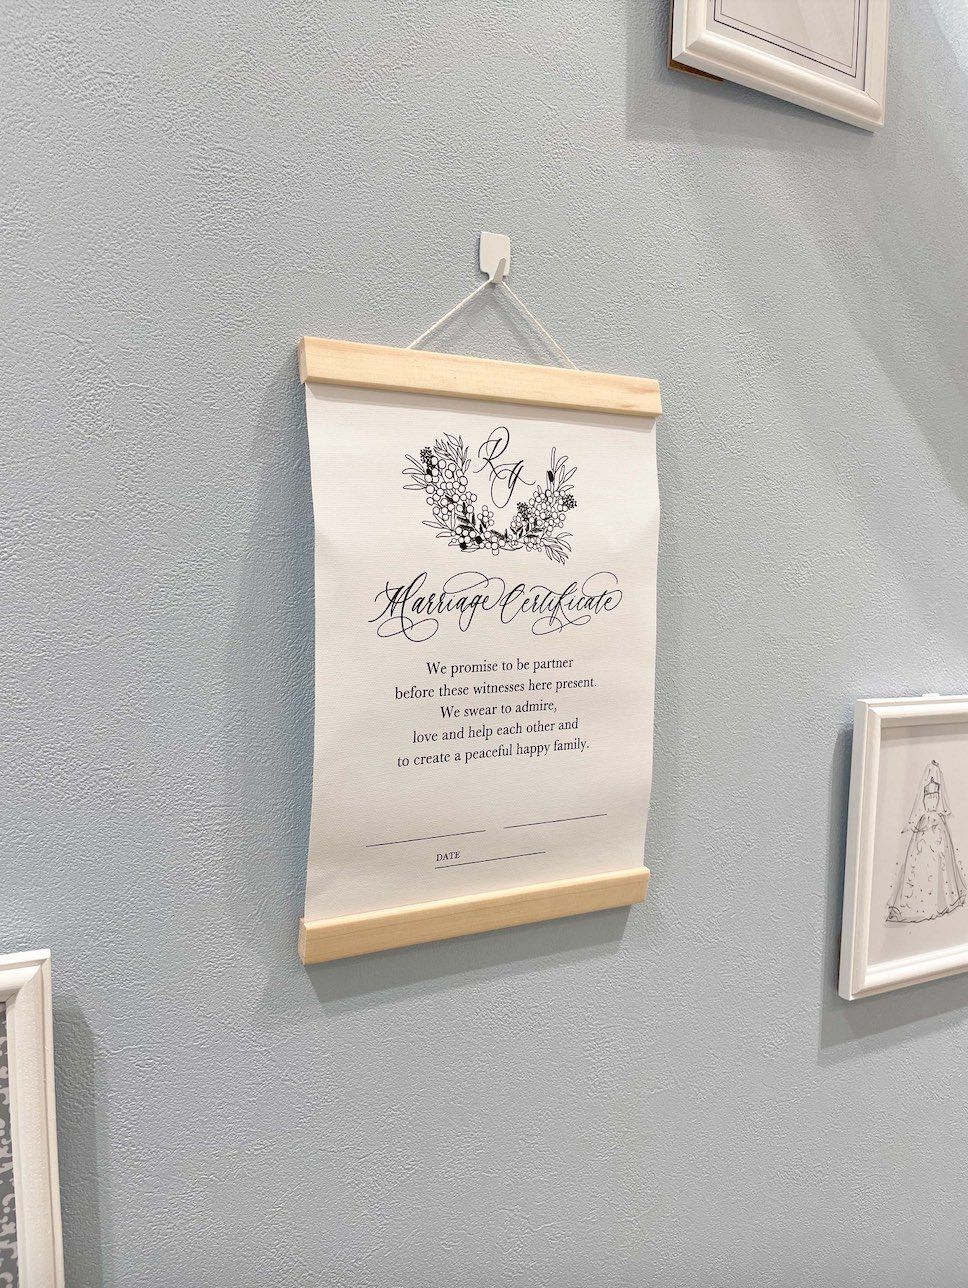 Marriage Certificate
We promise to be partner
before these witnesses here present.
We swear to admire,
love and help each other and
to create a peaceful happy family.
DATE